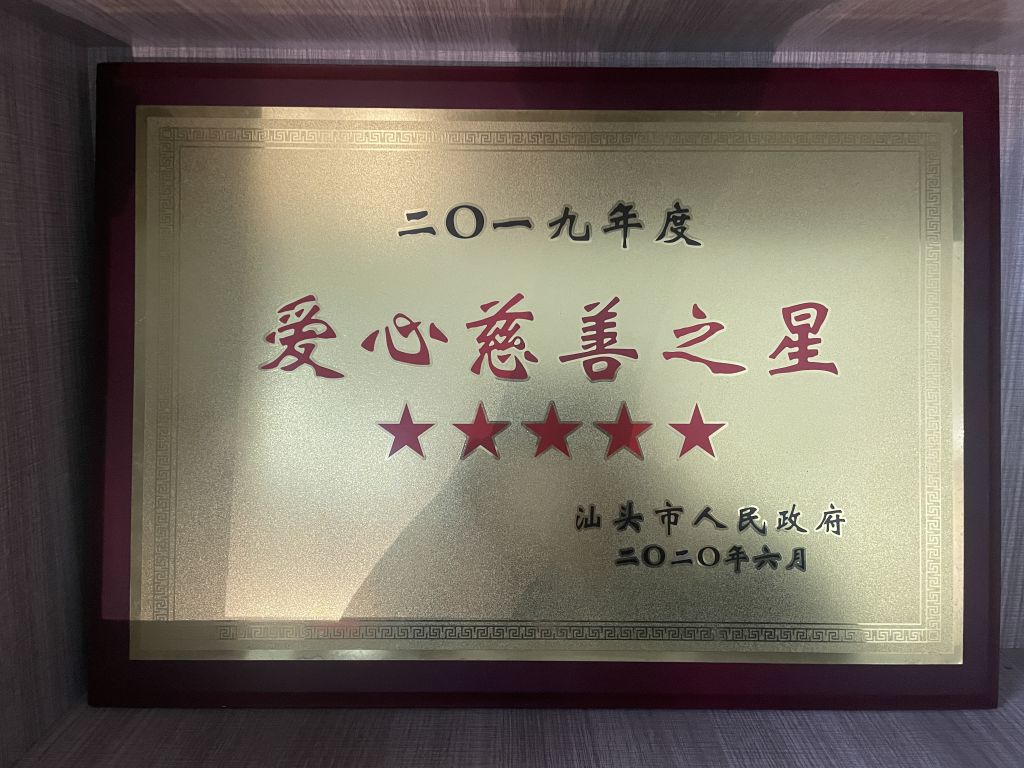 二〇一九年度
爱心慈善之星
★★★★★
汕头市人民政府
二〇二〇年六月